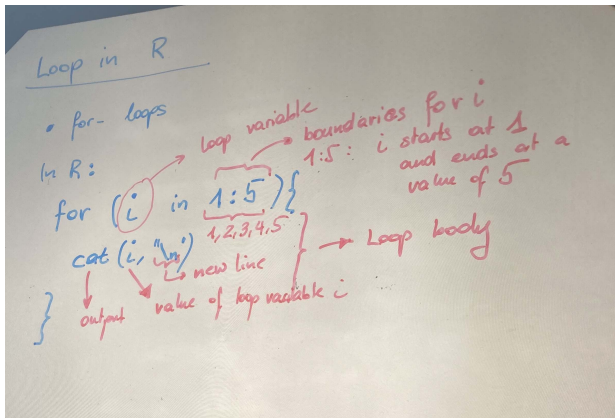 Loop in R
• for-loops
loop variable
boundaries for i
1:5: i starts at 1
and ends at a
value of 5
In R:
for (i in 1:5){
1,2,3,4,5
cat (i, "\n")
new line
Loop body
output
value of loop variable i
}